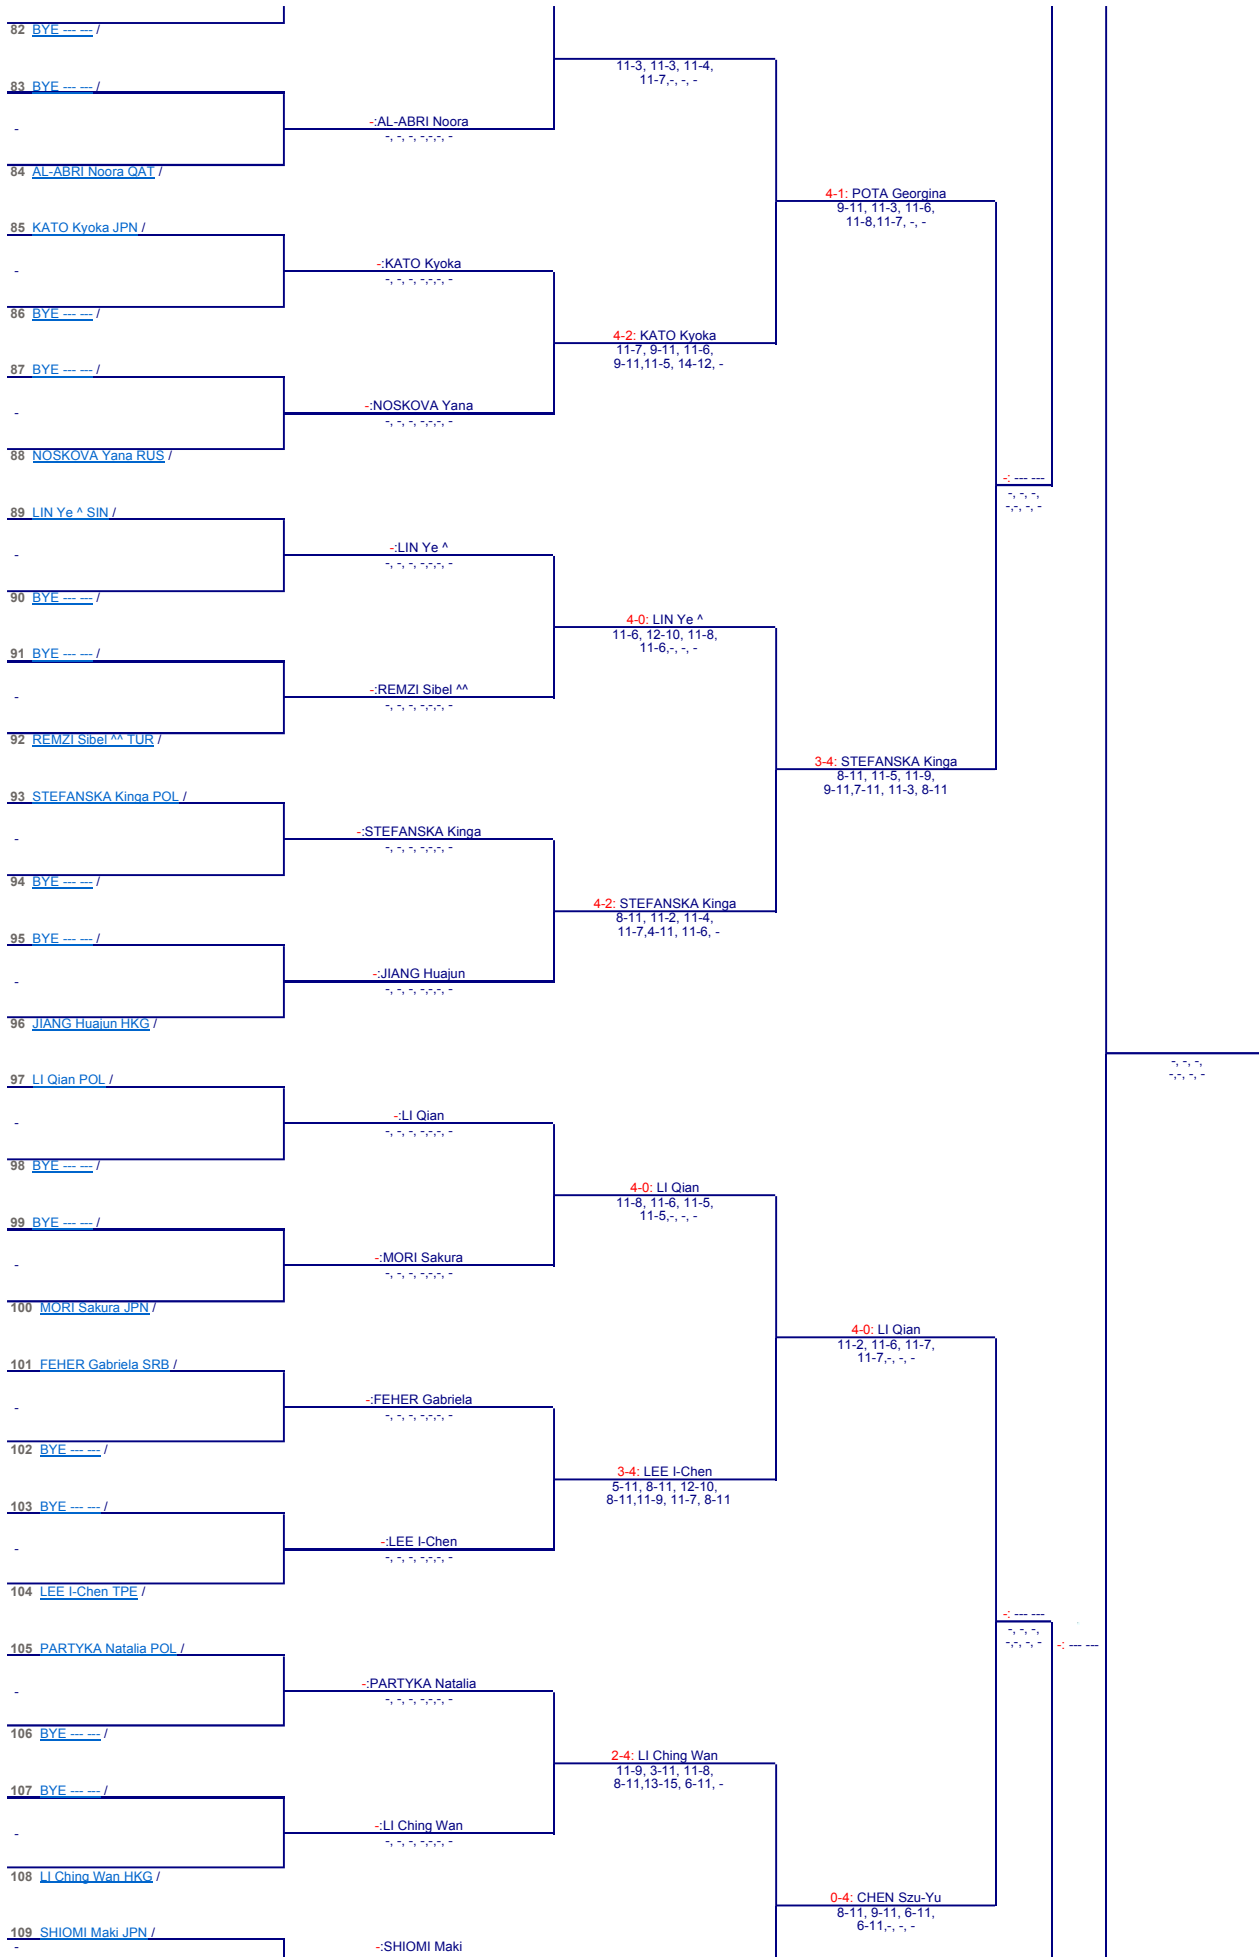 82 BYE --- --- /
11-3, 11-3, 11-4,
11-7,-, -, -
83 BYE --- --- /
-
-:AL-ABRI Noora
-, -, -, -,-,-, -
84 AL-ABRI Noora QAT /
4-1: POTA Georgina
9-11, 11-3, 11-6,
11-8,11-7, -, -
85 KATO Kyoka JPN /
-
-:KATO Kyoka
-, -, -, -,-,-, -
86 BYE --- --- /
4-2: KATO Kyoka
11-7, 9-11, 11-6,
9-11,11-5, 14-12, -
87 BYE --- --- /
-
-:NOSKOVA Yana
-, -, -, -,-,-, -
88 NOSKOVA Yana RUS /
-: --- ---
-, -, -,
-,-, -, -
89 LIN Ye ^ SIN /
-
-:LIN Ye ^
-, -, -, -,-,-, -
90 BYE --- --- /
4-0: LIN Ye ^
11-6, 12-10, 11-8,
11-6,-, -, -
91 BYE --- --- /
-
-:REMZI Sibel ^^
-, -, -, -,-,-, -
92 REMZI Sibel ^^ TUR /
3-4: STEFANSKA Kinga
8-11, 11-5, 11-9,
9-11,7-11, 11-3, 8-11
93 STEFANSKA Kinga POL /
-
-:STEFANSKA Kinga
-, -, -, -,-,-, -
94 BYE --- --- /
4-2: STEFANSKA Kinga
8-11, 11-2, 11-4,
11-7,4-11, 11-6, -
95 BYE --- --- /
-
-:JIANG Huajun
-, -, -, -,-,-, -
96 JIANG Huajun HKG /
-, -, -,
-,-, -, -
97 LI Qian POL /
-
-:LI Qian
-, -, -, -,-,-, -
98 BYE --- --- /
4-0: LI Qian
11-8, 11-6, 11-5,
11-5,-, -, -
99 BYE --- --- /
-
-:MORI Sakura
-, -, -, -,-,-, -
100 MORI Sakura JPN /
4-0: LI Qian
11-2, 11-6, 11-7,
11-7,-, -, -
101 FEHER Gabriela SRB /
-
-:FEHER Gabriela
-, -, -, -,-,-, -
102 BYE --- --- /
3-4: LEE I-Chen
5-11, 8-11, 12-10,
8-11,11-9, 11-7, 8-11
103 BYE --- --- /
-
-:LEE I-Chen
-, -, -, -,-,-, -
104 LEE I-Chen TPE /
-: --- ---
-, -, -,
-,-, -, -
-: --- ---
105 PARTYKA Natalia POL /
-
-:PARTYKA Natalia
-, -, -, -,-,-, -
106 BYE --- --- /
2-4: LI Ching Wan
11-9, 3-11, 11-8,
8-11,13-15, 6-11, -
107 BYE --- --- /
-
-:LI Ching Wan
-, -, -, -,-,-, -
108 LI Ching Wan HKG /
0-4: CHEN Szu-Yu
8-11, 9-11, 6-11,
6-11,-, -, -
109 SHIOMI Maki JPN /
-
-:SHIOMI Maki